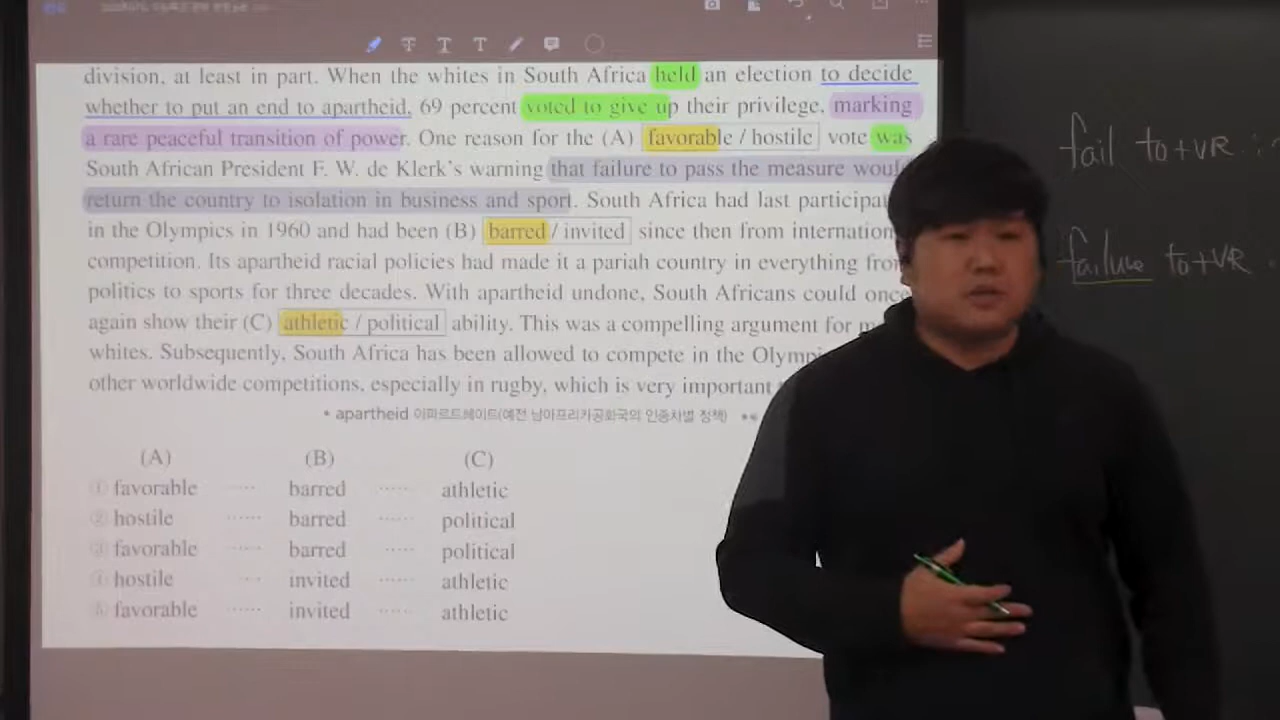 division, at least in part. When the whites in South Africa held an election to decide
whether to put an end to apartheid, 69 percent voted to give up their privilege, marking
a rare peaceful transition of power. One reason for the (A) favorable / hostile vote was
South African President F. W. de Klerk's warning that failure to pass the measure would
return the country to isolation in business and sport. South Africa had last
in the Olympics in 1960 and had been (B) barred / invited since then from
competition. Its apartheid racial policies had made it a pariah country in everything
politics to sports for three decades. With apartheid undone, South Africans could once
again show their (C) athletic / political ability. This was a compelling argument for
whites. Subsequently, South Africa has been allowed to compete in the
other worldwide competitions, especially in rugby, which is very important
* apartheid 아파르트헤이트(예전 남아프리카공화국의 인종차별 정책) **
(A) (B) (C)
① favorable …… barred …… athletic
② hostile …… barred …… political
③ favorable …… barred …… political
④ hostile …… invited …… athletic
⑤ favorable …… invited …… athletic
fail to+VR :
failure to+VR :